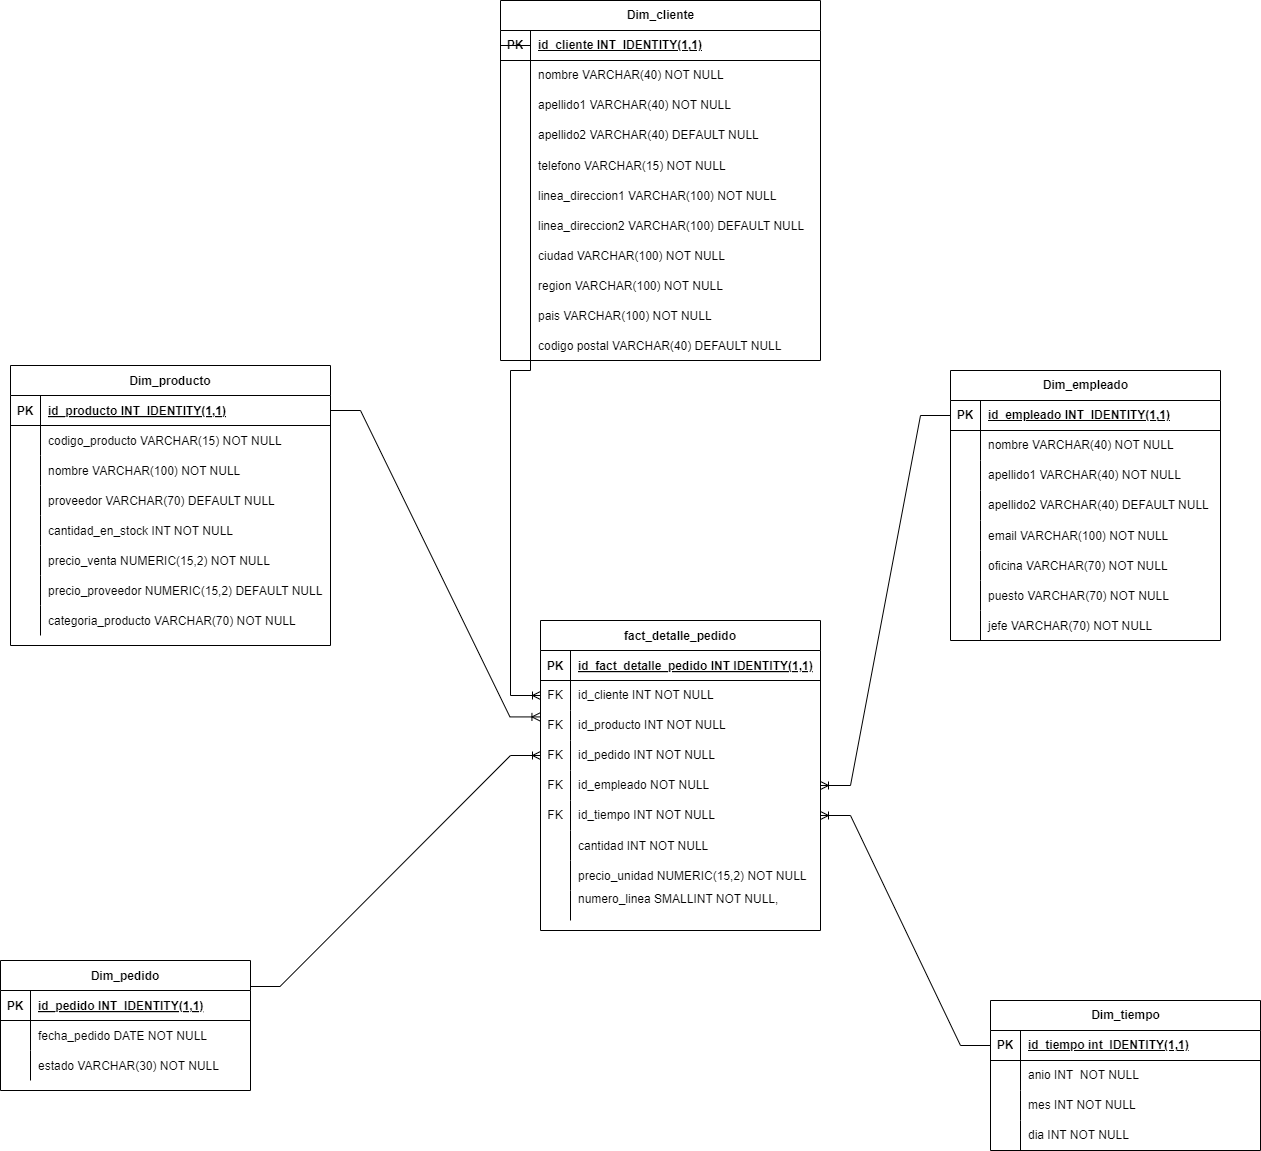 Dim_cliente
PK id_cliente INT IDENTITY(1,1)
nombre VARCHAR(40) NOT NULL
apellido1 VARCHAR(40) NOT NULL
apellido2 VARCHAR(40) DEFAULT NULL
telefono VARCHAR(15) NOT NULL
linea_direccion1 VARCHAR(100) NOT NULL
linea_direccion2 VARCHAR(100) DEFAULT NULL
ciudad VARCHAR(100) NOT NULL
region VARCHAR(100) NOT NULL
pais VARCHAR(100) NOT NULL
codigo postal VARCHAR(40) DEFAULT NULL
Dim_producto
PK id_producto INT IDENTITY(1,1)
codigo_producto VARCHAR(15) NOT NULL
nombre VARCHAR(100) NOT NULL
proveedor VARCHAR(70) DEFAULT NULL
cantidad_en_stock INT NOT NULL
precio_venta NUMERIC(15,2) NOT NULL
precio_proveedor NUMERIC(15,2) DEFAULT NULL
categoria_producto VARCHAR(70) NOT NULL
Dim_empleado
PK id_empleado INT IDENTITY(1,1)
nombre VARCHAR(40) NOT NULL
apellido1 VARCHAR(40) NOT NULL
apellido2 VARCHAR(40) DEFAULT NULL
email VARCHAR(100) NOT NULL
oficina VARCHAR(70) NOT NULL
puesto VARCHAR(70) NOT NULL
jefe VARCHAR(70) NOT NULL
fact_detalle_pedido
PK id_fact_detalle_pedido INT IDENTITY(1,1)
FK id_cliente INT NOT NULL
FK id_producto INT NOT NULL
FK id_pedido INT NOT NULL
FK id_empleado NOT NULL
FK id_tiempo INT NOT NULL
cantidad INT NOT NULL
precio_unidad NUMERIC(15,2) NOT NULL
numero_linea SMALLINT NOT NULL,
Dim_pedido
PK id_pedido INT IDENTITY(1,1)
fecha_pedido DATE NOT NULL
estado VARCHAR(30) NOT NULL
Dim_tiempo
PK id_tiempo int IDENTITY(1,1)
anio INT NOT NULL
mes INT NOT NULL
dia INT NOT NULL